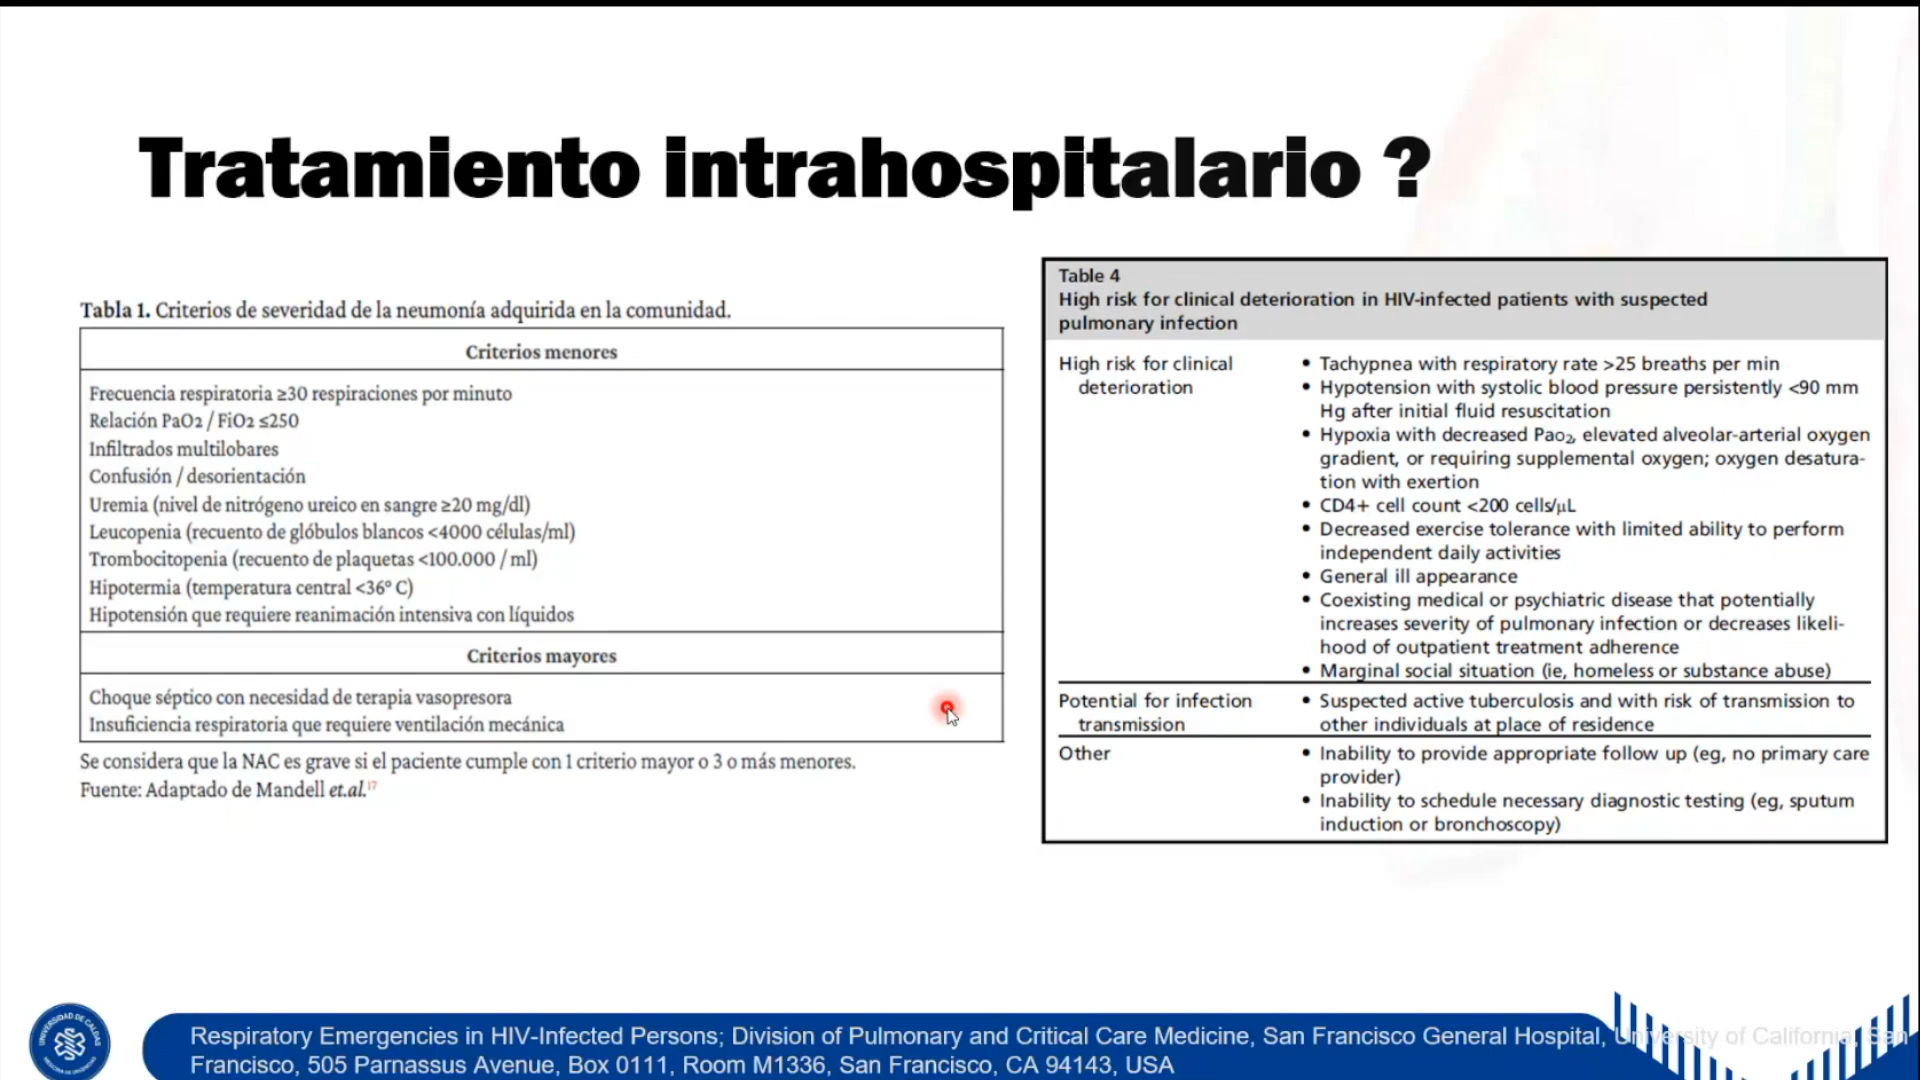 Tratamiento intrahospitalario ?
Tabla 1. Criterios de severidad de la neumonía adquirida en la comunidad.
Criterios menores
Frecuencia respiratoria ≥30 respiraciones por minuto
Relación PaO2 / FiO2 ≤250
Infiltrados multilobares
Confusión / desorientación
Uremia (nivel de nitrógeno ureico en sangre ≥20 mg/dl)
Leucopenia (recuento de glóbulos blancos <4000 células/ml)
Trombocitopenia (recuento de plaquetas <100.000 / ml)
Hipotermia (temperatura central <36º C)
Hipotensión que requiere reanimación intensiva con líquidos
Criterios mayores
Choque séptico con necesidad de terapia vasopresora
Insuficiencia respiratoria que requiere ventilación mecánica
Se considera que la NAC es grave si el paciente cumple con 1 criterio mayor o 3 o más menores.
Fuente: Adaptado de Mandell et.al.17
Table 4
High risk for clinical deterioration in HIV-infected patients with suspected
pulmonary infection
High risk for clinical
deterioration
• Tachypnea with respiratory rate >25 breaths per min
• Hypotension with systolic blood pressure persistently <90 mm
Hg after initial fluid resuscitation
• Hypoxia with decreased Pao2, elevated alveolar-arterial oxygen
gradient, or requiring supplemental oxygen; oxygen desatura-
tion with exertion
• CD4+ cell count <200 cells/μL
• Decreased exercise tolerance with limited ability to perform
independent daily activities
• General ill appearance
• Coexisting medical or psychiatric disease that potentially
increases severity of pulmonary infection or decreases likeli-
hood of outpatient treatment adherence
• Marginal social situation (ie, homeless or substance abuse)
Potential for infection
transmission
• Suspected active tuberculosis and with risk of transmission to
other individuals at place of residence
Other
• Inability to provide appropriate follow up (eg, no primary care
provider)
• Inability to schedule necessary diagnostic testing (eg, sputum
induction or bronchoscopy)
UNIVERSIDAD DE CALDAS
MEDICINA DE URGENCIAS
Respiratory Emergencies in HIV-Infected Persons; Division of Pulmonary and Critical Care Medicine, San Francisco General Hospital, University of California, San
Francisco, 505 Parnassus Avenue, Box 0111, Room M1336, San Francisco, CA 94143, USA